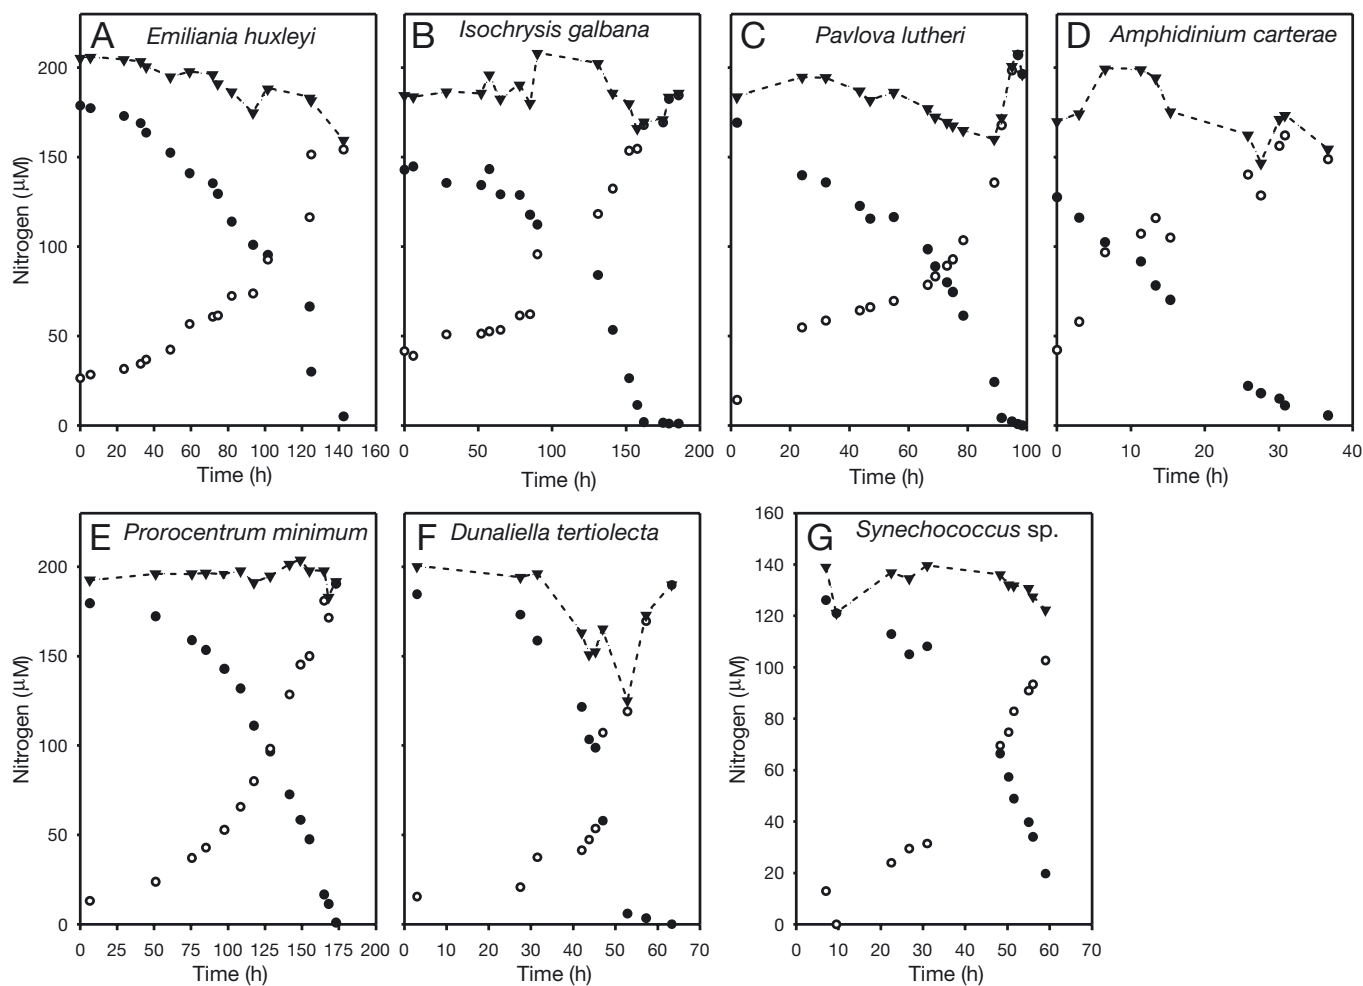 A Emiliania huxleyi
B Isochrysis galbana
C Pavlova lutheri
D Amphidinium carterae
Nitrogen (µM)
200
150
100
50
0
0 20 40 60 80 100 120 140 160
0 50 100 150 200
0 20 40 60 80 100
0 10 20 30 40
Time (h)
Time (h)
Time (h)
Time (h)
E Prorocentrum minimum
F Dunaliella tertiolecta
G Synechococcus sp.
Nitrogen (µM)
200
150
100
50
0
0 25 50 75 100 125 150 175 200
0 10 20 30 40 50 60 70
Nitrogen (µM)
160
140
120
100
80
60
40
20
0
0 10 20 30 40 50 60 70
Time (h)
Time (h)
Time (h)